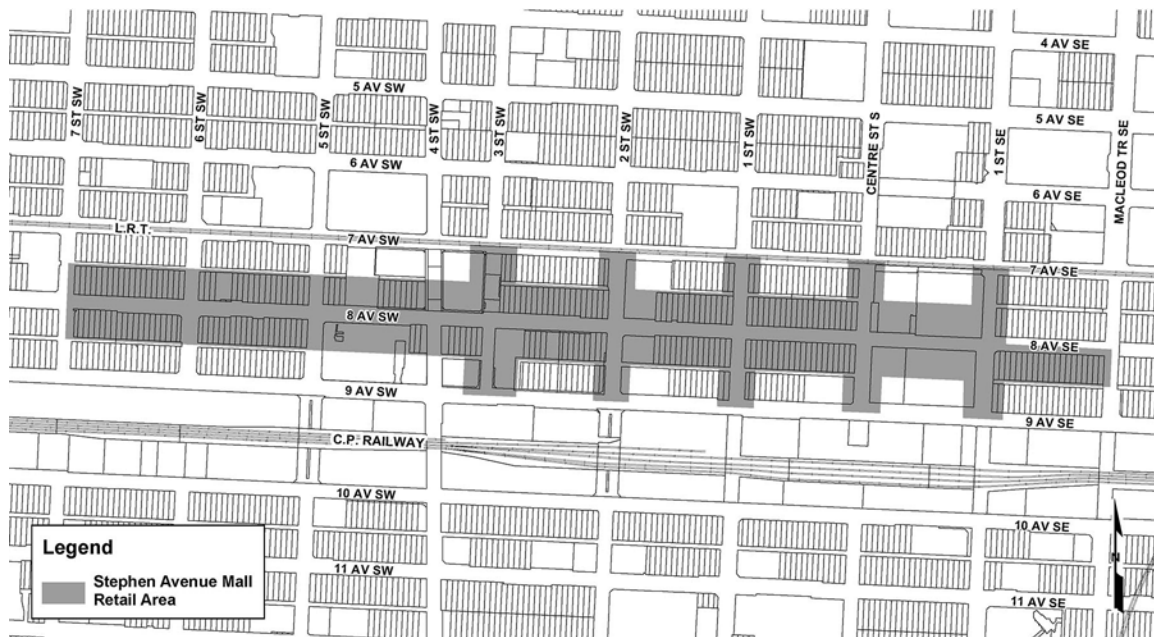 4 AV SE
5 AV SW
5 AV SE
7 ST SW
6 ST SW
5 ST SW
4 ST SW
3 ST SW
2 ST SW
1 ST SW
CENTRE ST S
1 ST SE
MACLEOD TR SE
6 AV SW
6 AV SE
L.R.T.
7 AV SW
7 AV SE
8 AV SW
8 AV SE
9 AV SW
9 AV SE
C.P. RAILWAY
10 AV SW
10 AV SE
N
11 AV SW
11 AV SE
Legend
Stephen Avenue Mall
Retail Area